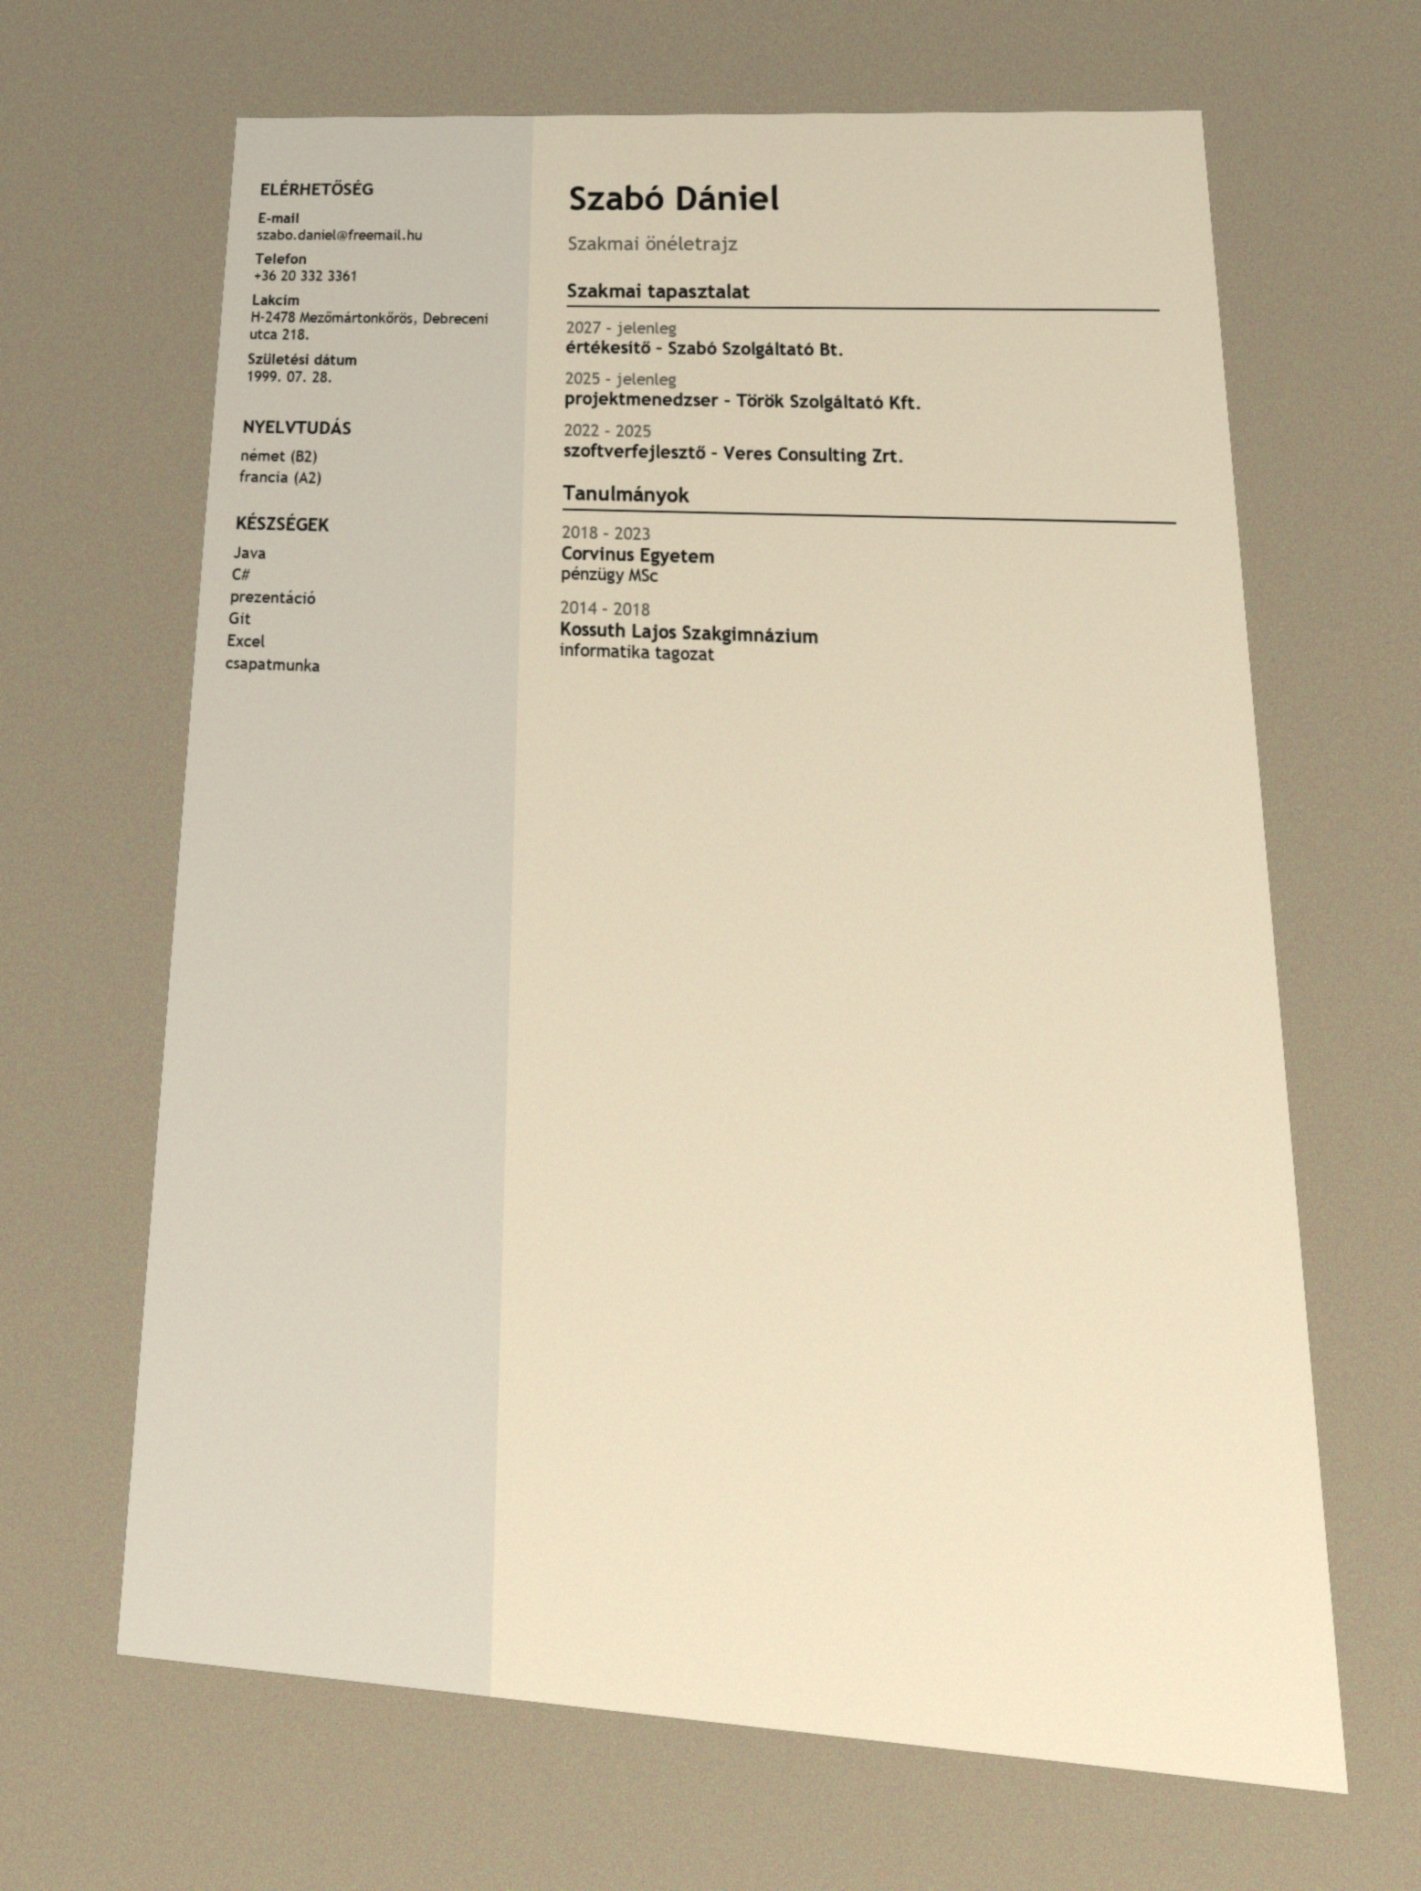 ELÉRHETŐSÉG
E-mail
szabo.daniel@freemail.hu
Telefon
+36 20 332 3361
Lakcím
H-2478 Mezőmártonkőrös, Debreceni
utca 218.
Születési dátum
1999. 07. 28.
NYELVTUDÁS
német (B2)
francia (A2)
KÉSZSÉGEK
Java
C#
prezentáció
Git
Excel
csapatmunka
Szabó Dániel
Szakmai önéletrajz
Szakmai tapasztalat
2027 - jelenleg
értékesítő - Szabó Szolgáltató Bt.
2025 - jelenleg
projektmenedzser - Török Szolgáltató Kft.
2022 - 2025
szoftverfejlesztő - Veres Consulting Zrt.
Tanulmányok
2018 - 2023
Corvinus Egyetem
pénzügy MSc
2014 - 2018
Kossuth Lajos Szakgimnázium
informatika tagozat